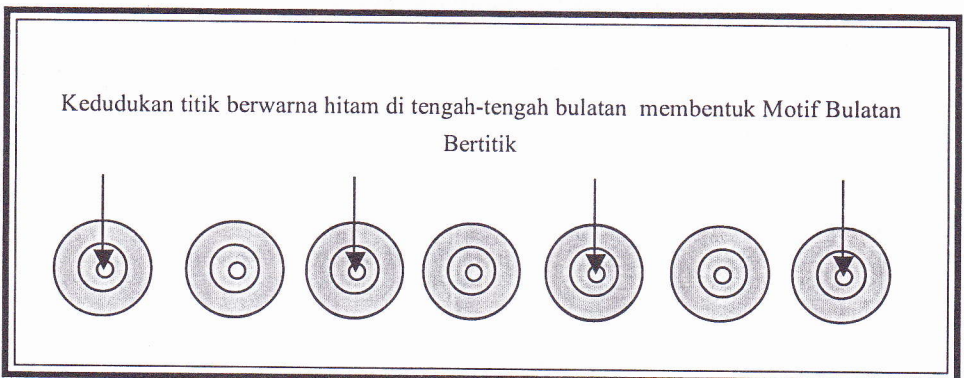 Kedudukan titik berwarna hitam di tengah-tengah bulatan membentuk Motif Bulatan
Bertitik